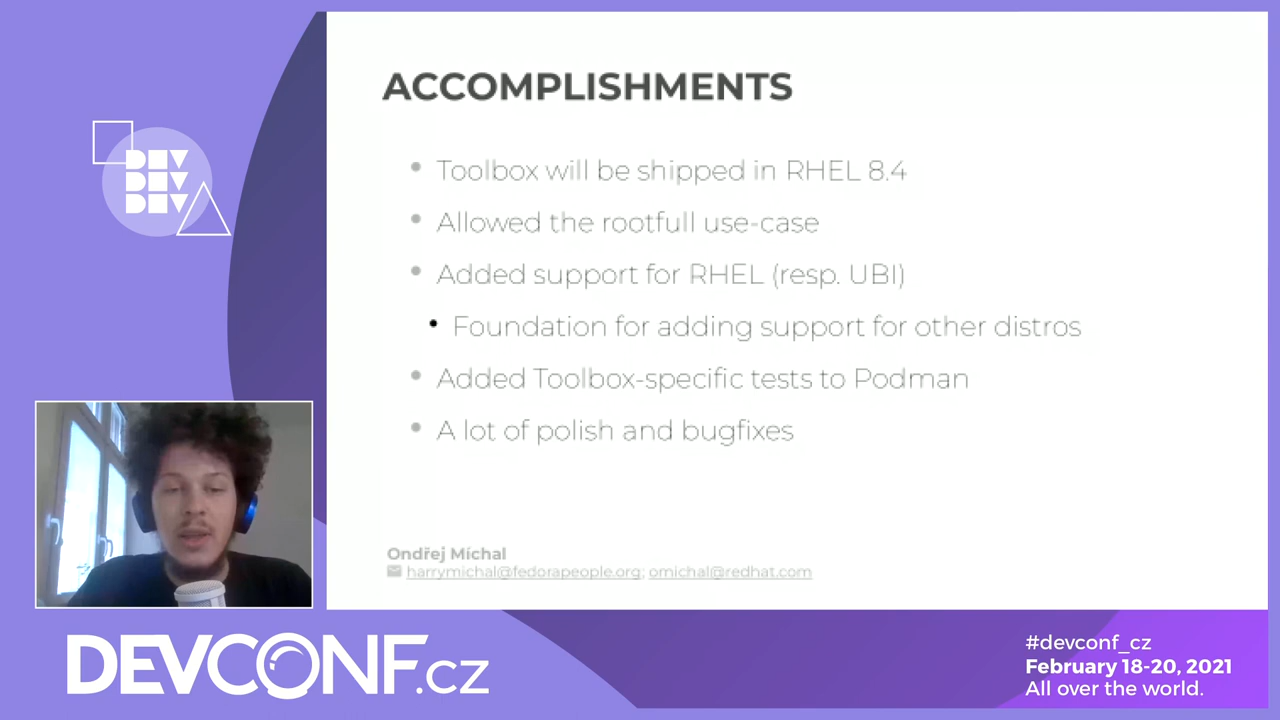 DEV
DEV
DEV
ACCOMPLISHMENTS
Toolbox will be shipped in RHEL 8.4
Allowed the rootfull use-case
Added support for RHEL (resp. UBI)
Foundation for adding support for other distros
Added Toolbox-specific tests to Podman
A lot of polish and bugfixes
Ondřej Míchal
harrymichal@fedorapeople.org; omichal@redhat.com
DEVCONF.cz
#devconf_cz
February 18-20, 2021
All over the world.